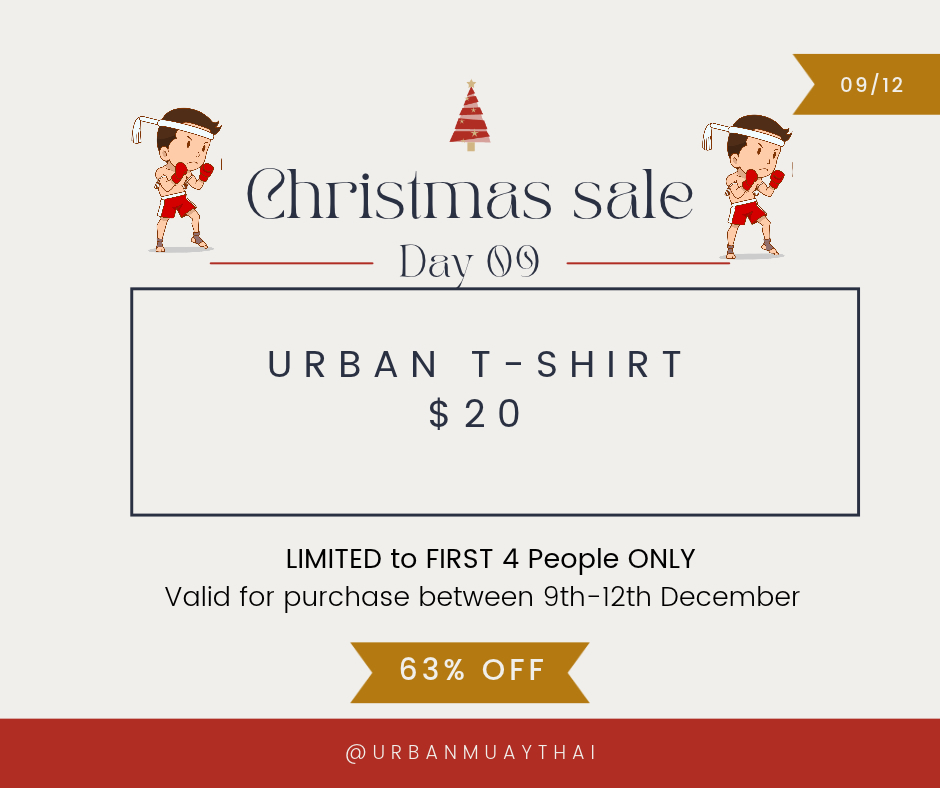 09/12
Christmas sale
Day 09
URBAN T-SHIRT
$20
LIMITED to FIRST 4 People ONLY
Valid for purchase between 9th-12th December
63% OFF
@URBANMUAYTHAI